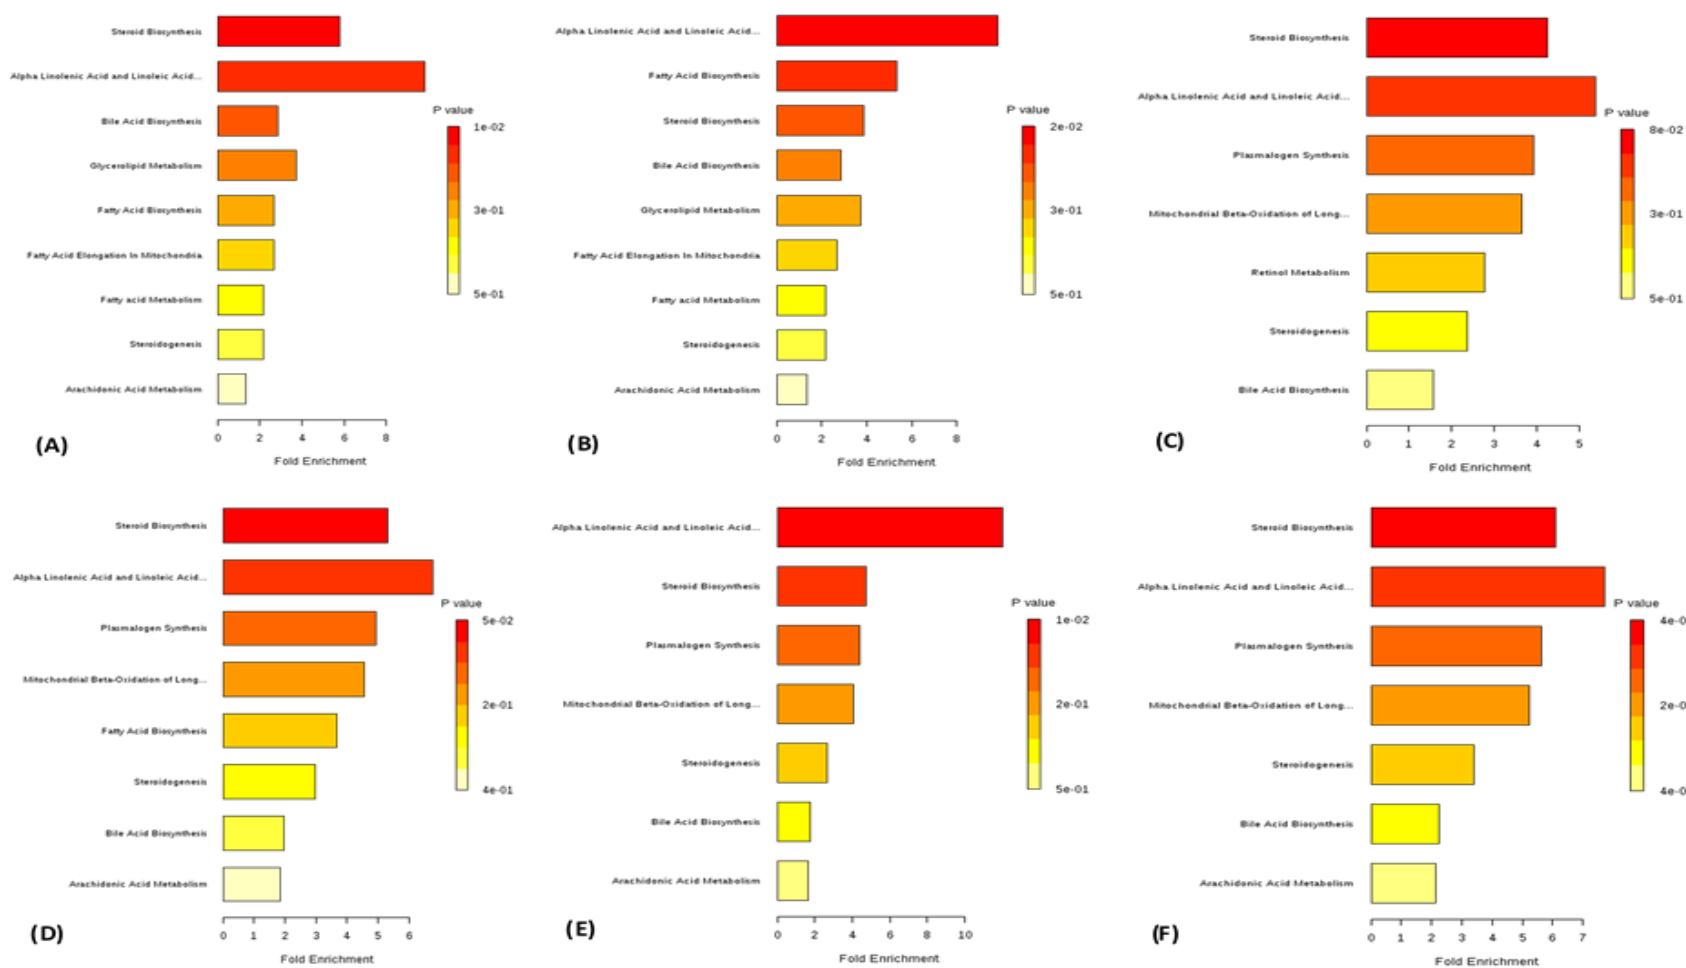 Steroid Biosynthesis
Alpha Linolenic Acid and Linoleic Acid...
Bile Acid Biosynthesis
Glycerolipid Metabolism
Fatty Acid Biosynthesis
Fatty Acid Elongation In Mitochondria
Fatty acid Metabolism
Steroidogenesis
Arachidonic Acid Metabolism
P value
1e-02
3e-01
5e-01
0 2 4 6 8
Fold Enrichment
(A)
Alpha Linolenic Acid and Linoleic Acid...
Fatty Acid Biosynthesis
Steroid Biosynthesis
Bile Acid Biosynthesis
Glycerolipid Metabolism
Fatty Acid Elongation In Mitochondria
Fatty acid Metabolism
Steroidogenesis
Arachidonic Acid Metabolism
P value
2e-02
3e-01
5e-01
0 2 4 6 8
Fold Enrichment
(B)
Steroid Biosynthesis
Alpha Linolenic Acid and Linoleic Acid...
Plasmalogen Synthesis
Mitochondrial Beta-Oxidation of Long...
Retinol Metabolism
Steroidogenesis
Bile Acid Biosynthesis
P value
8e-02
3e-01
5e-01
0 1 2 3 4 5
Fold Enrichment
(C)
Steroid Biosynthesis
Alpha Linolenic Acid and Linoleic Acid...
Plasmalogen Synthesis
Mitochondrial Beta-Oxidation of Long...
Fatty Acid Biosynthesis
Steroidogenesis
Bile Acid Biosynthesis
Arachidonic Acid Metabolism
P value
5e-02
2e-01
4e-01
0 1 2 3 4 5 6
Fold Enrichment
(D)
Alpha Linolenic Acid and Linoleic Acid...
Steroid Biosynthesis
Plasmalogen Synthesis
Mitochondrial Beta-Oxidation of Long...
Steroidogenesis
Bile Acid Biosynthesis
Arachidonic Acid Metabolism
P value
1e-02
2e-01
5e-01
0 2 4 6 8 10
Fold Enrichment
(E)
Steroid Biosynthesis
Alpha Linolenic Acid and Linoleic Acid...
Plasmalogen Synthesis
Mitochondrial Beta-Oxidation of Long...
Steroidogenesis
Bile Acid Biosynthesis
Arachidonic Acid Metabolism
P value
4e-0
2e-0
4e-0
0 1 2 3 4 5 6 7
Fold Enrichment
(F)